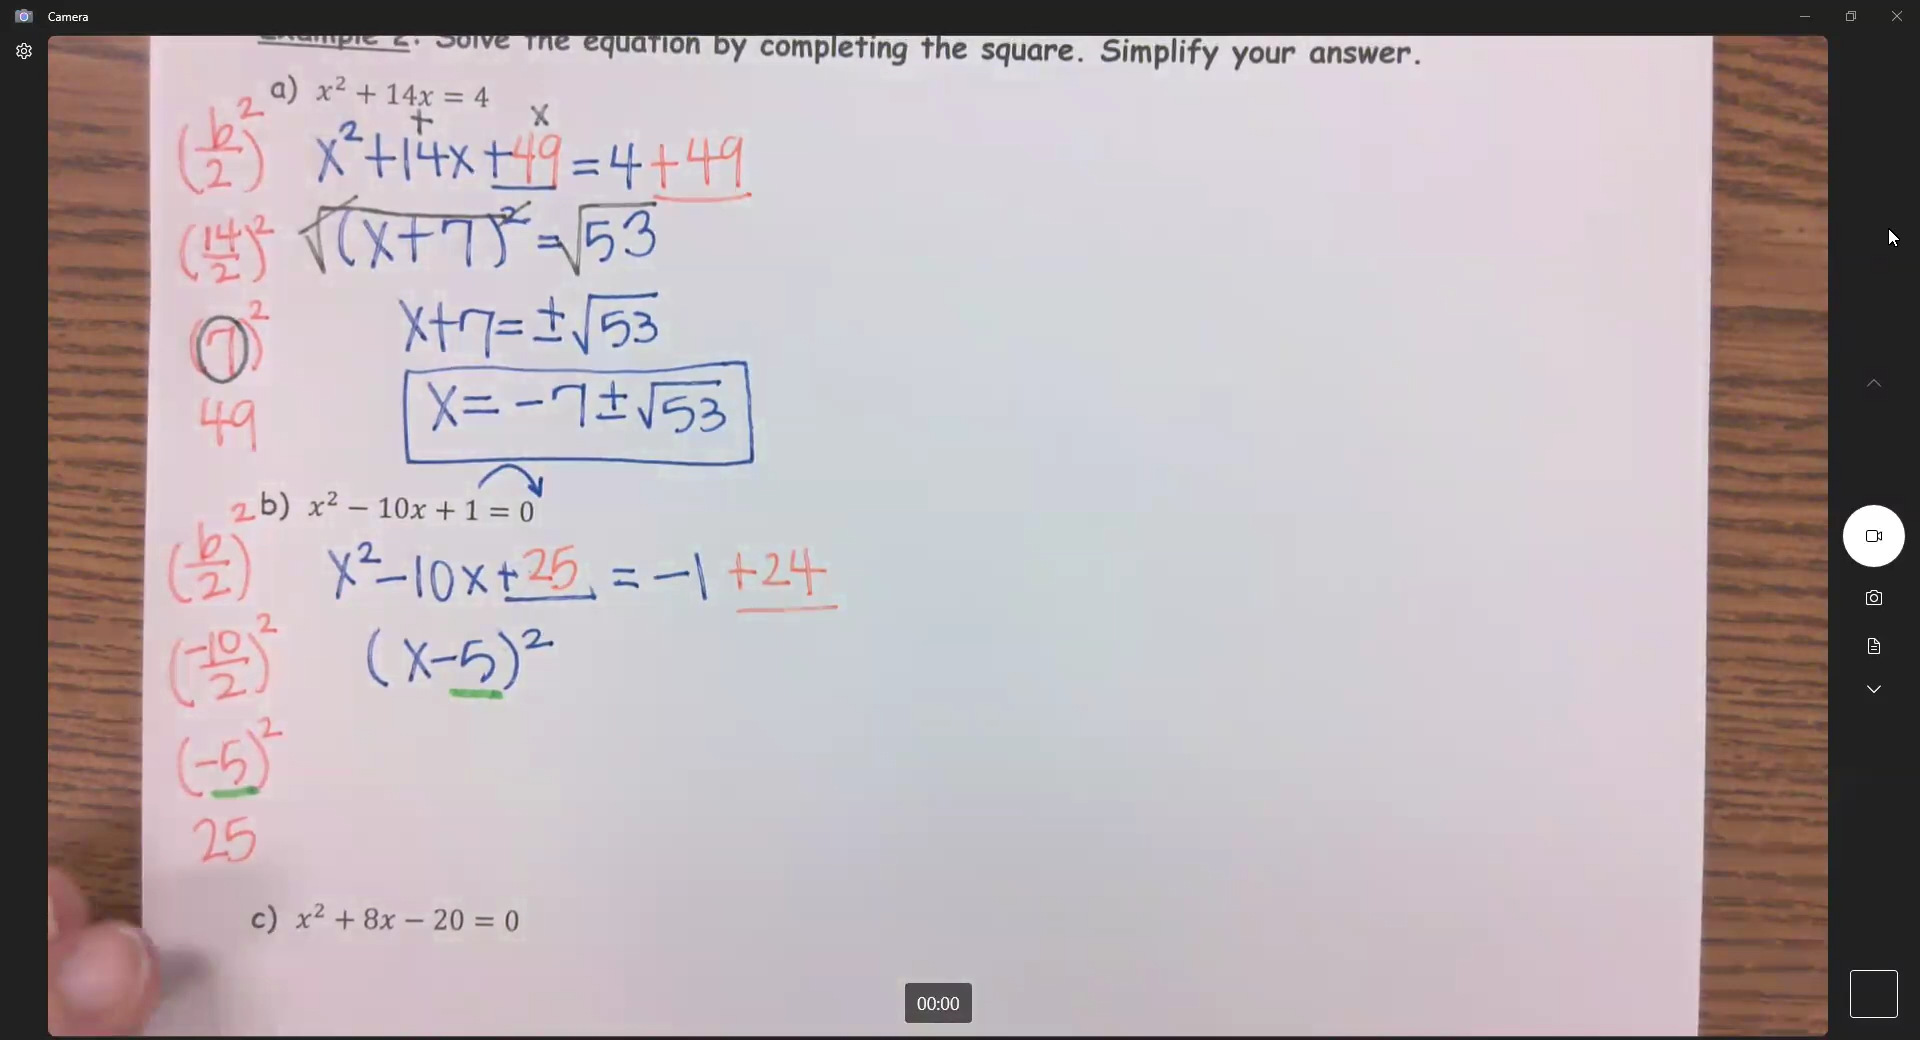 Camera
Example 2: Solve the equation by completing the square. Simplify your answer.
a) x² + 14x = 4
(b/2)²
+ x
x² + 14x + 49 = 4 + 49
(14/2)²
√(x+7)² = √53
(7)²
x+7 = ±√53
49
x = -7 ± √53
b) x² − 10x + 1 = 0
(b/2)²
x² - 10x + 25 = -1 + 24
(-10/2)²
(x-5)²
(-5)²
25
c) x² + 8x − 20 = 0
00:00